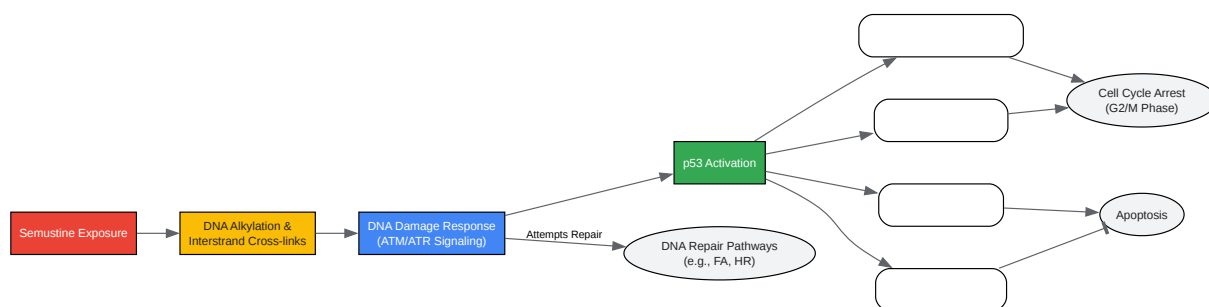 Semustine Exposure
DNA Alkylation &
Interstrand Cross-links
DNA Damage Response
(ATM/ATR Signaling)
Attempts Repair
DNA Repair Pathways
(e.g., FA, HR)
p53 Activation
Cell Cycle Arrest
(G2/M Phase)
Apoptosis